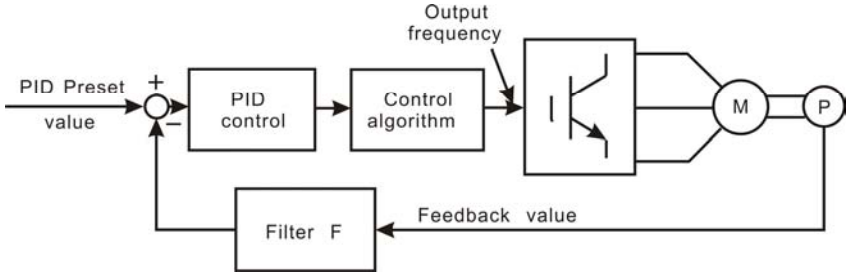 Output
frequency
PID Preset
value
+
−
PID
control
Control
algorithm
M
P
Filter F
Feedback value